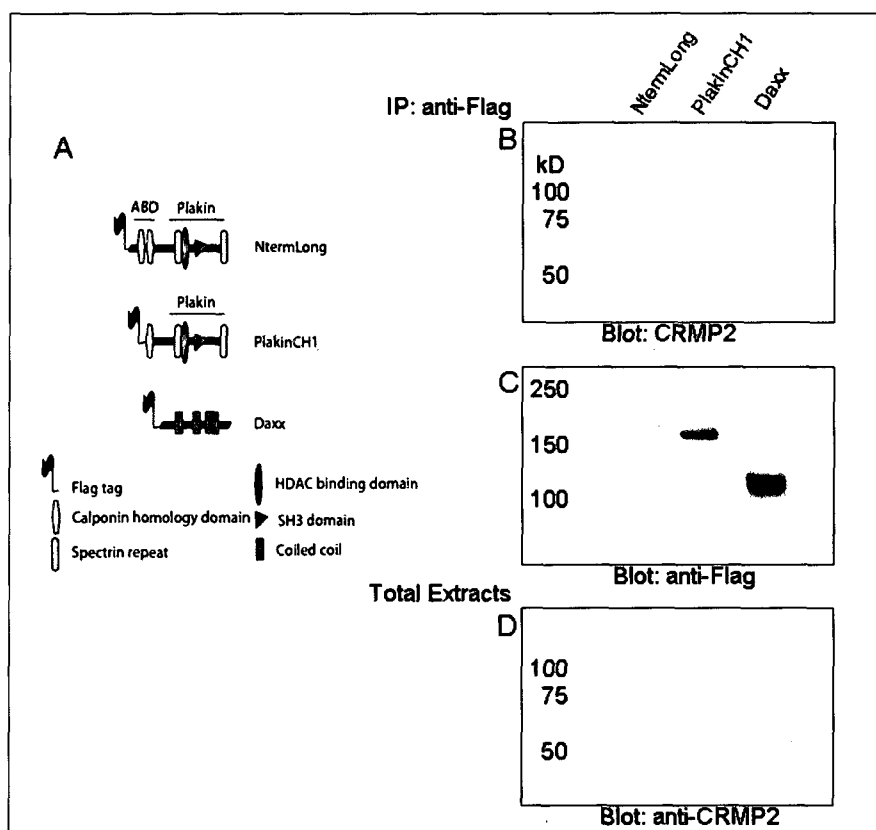 A
ABD Plakin
NtermLong
Plakin
PlakinCH1
Daxx
Flag tag
Calponin homology domain
Spectrin repeat
HDAC binding domain
SH3 domain
Coiled coil
IP: anti-Flag
NtermLong
PlakinCH1
Daxx
B
kD
100
75
50
Blot: CRMP2
C
250
150
100
Blot: anti-Flag
Total Extracts
D
100
75
50
Blot: anti-CRMP2